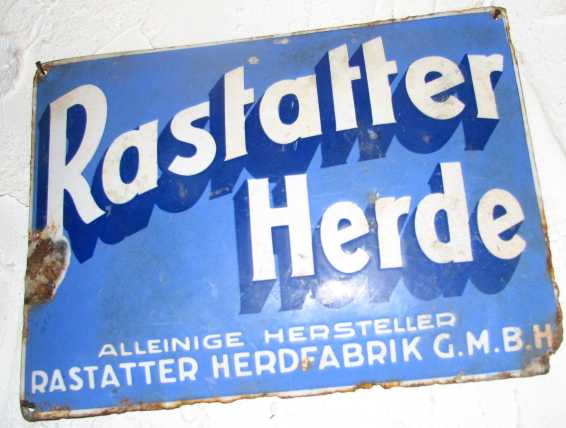 Rastatter
Herde
ALLEINIGE HERSTELLER
RASTATTER HERDFABRIK G.M.B.H